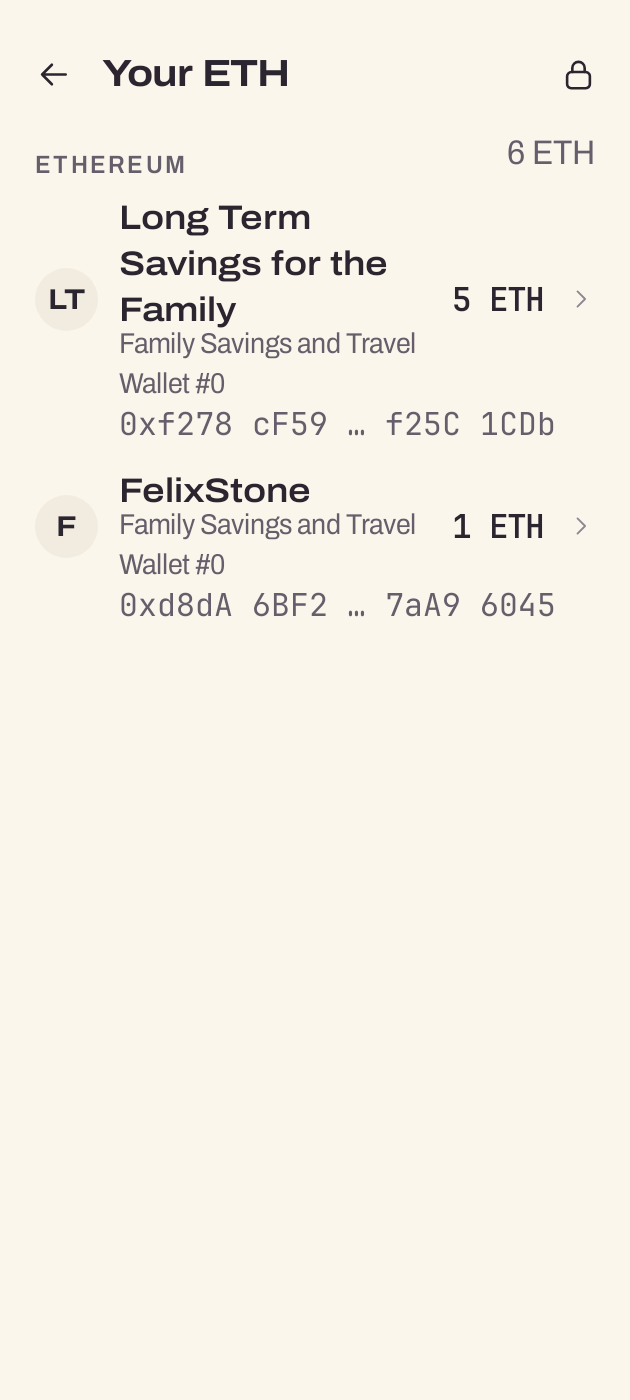 Your ETH
ETHEREUM
6 ETH
Long Term
Savings for the
Family
Family Savings and Travel
Wallet #0
0xf278 cF59 … f25C 1CDb
LT
5 ETH
FelixStone
Family Savings and Travel
Wallet #0
0xd8dA 6BF2 … 7aA9 6045
F
1 ETH